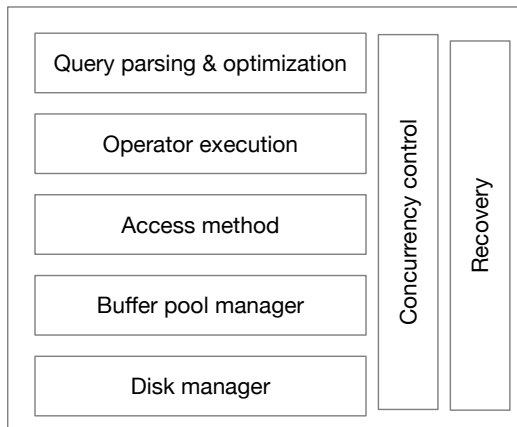 Query parsing & optimization
Operator execution
Access method
Buffer pool manager
Disk manager
Concurrency control
Recovery